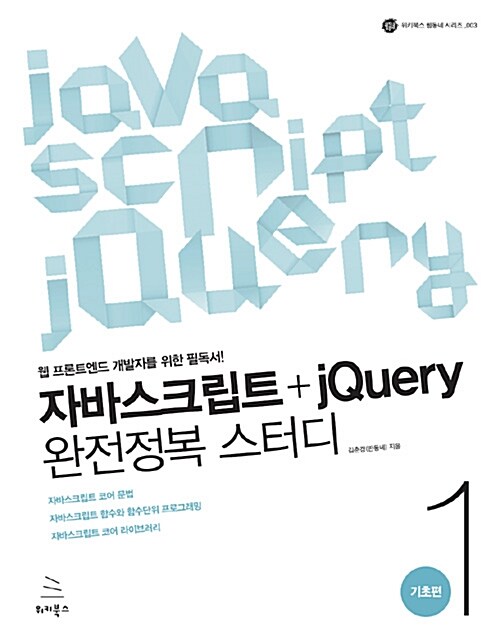 위키북스 웹동네 시리즈_003
java
script
jQuery
웹 프론트엔드 개발자를 위한 필독서!
자바스크립트 + jQuery
완전정복 스터디
김춘경(딴동네) 지음
자바스크립트 코어 문법
자바스크립트 함수와 함수단위 프로그래밍
자바스크립트 코어 라이브러리
1
기초편
위키북스